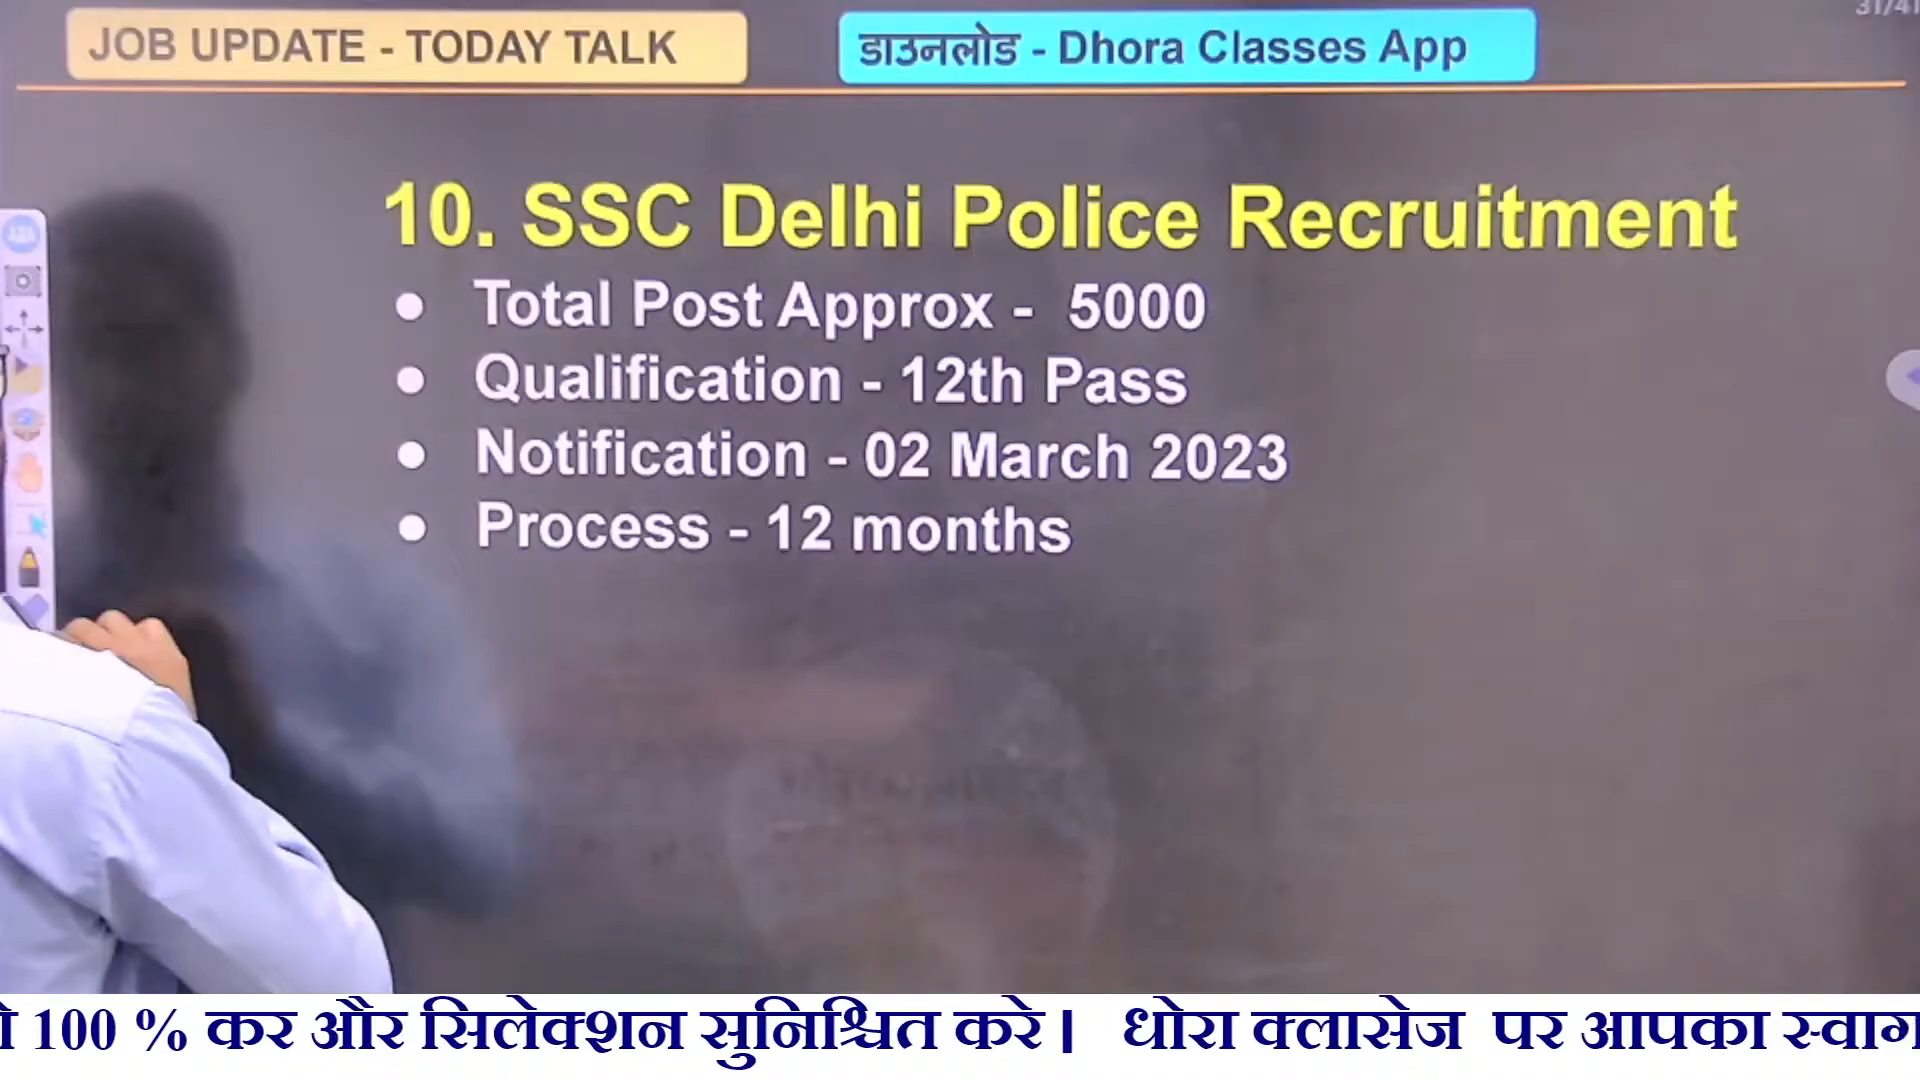 JOB UPDATE - TODAY TALK
डाउनलोड - Dhora Classes App
10. SSC Delhi Police Recruitment
● Total Post Approx - 5000
● Qualification - 12th Pass
● Notification - 02 March 2023
● Process - 12 months
100 % कर और सिलेक्शन सुनिश्चित करे। धोरा क्लासेज पर आपका